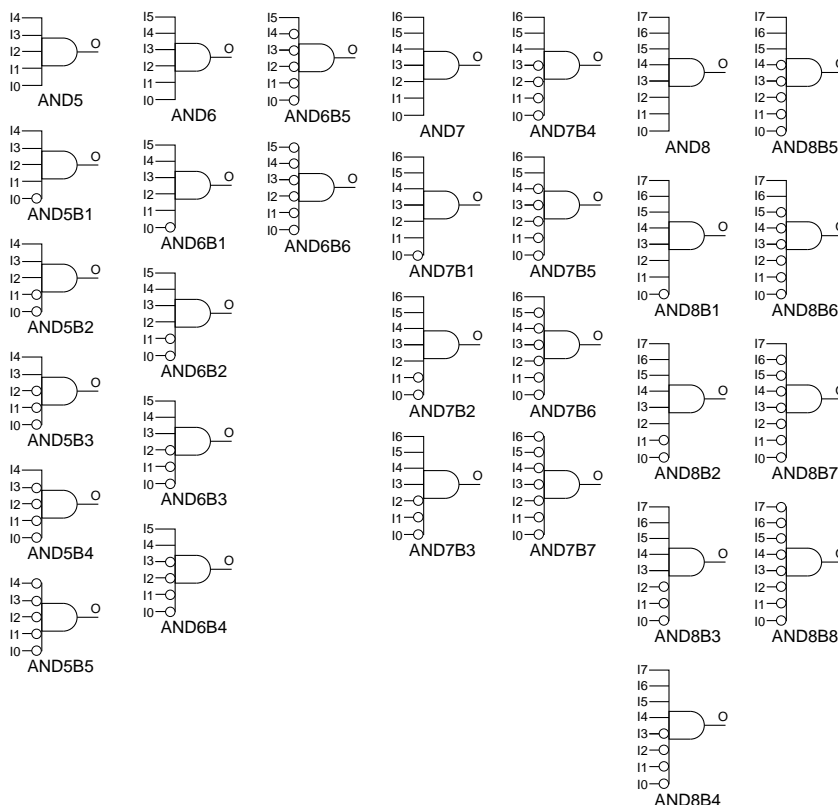 I4
I3
I2
I1
I0
O
AND5
I4
I3
I2
I1
I0
O
AND5B1
I4
I3
I2
I1
I0
O
AND5B2
I4
I3
I2
I1
I0
O
AND5B3
I4
I3
I2
I1
I0
O
AND5B4
I4
I3
I2
I1
I0
O
AND5B5
I5
I4
I3
I2
I1
I0
O
AND6
I5
I4
I3
I2
I1
I0
O
AND6B1
I5
I4
I3
I2
I1
I0
O
AND6B2
I5
I4
I3
I2
I1
I0
O
AND6B3
I5
I4
I3
I2
I1
I0
O
AND6B4
I5
I4
I3
I2
I1
I0
O
AND6B5
I5
I4
I3
I2
I1
I0
O
AND6B6
I6
I5
I4
I3
I2
I1
I0
O
AND7
I6
I5
I4
I3
I2
I1
I0
O
AND7B1
I6
I5
I4
I3
I2
I1
I0
O
AND7B2
I6
I5
I4
I3
I2
I1
I0
O
AND7B3
I6
I5
I4
I3
I2
I1
I0
O
AND7B4
I6
I5
I4
I3
I2
I1
I0
O
AND7B5
I6
I5
I4
I3
I2
I1
I0
O
AND7B6
I6
I5
I4
I3
I2
I1
I0
O
AND7B7
I7
I6
I5
I4
I3
I2
I1
I0
O
AND8
I7
I6
I5
I4
I3
I2
I1
I0
O
AND8B1
I7
I6
I5
I4
I3
I2
I1
I0
O
AND8B2
I7
I6
I5
I4
I3
I2
I1
I0
O
AND8B3
I7
I6
I5
I4
I3
I2
I1
I0
O
AND8B4
I7
I6
I5
I4
I3
I2
I1
I0
O
AND8B5
I7
I6
I5
I4
I3
I2
I1
I0
O
AND8B6
I7
I6
I5
I4
I3
I2
I1
I0
O
AND8B7
I7
I6
I5
I4
I3
I2
I1
I0
O
AND8B8